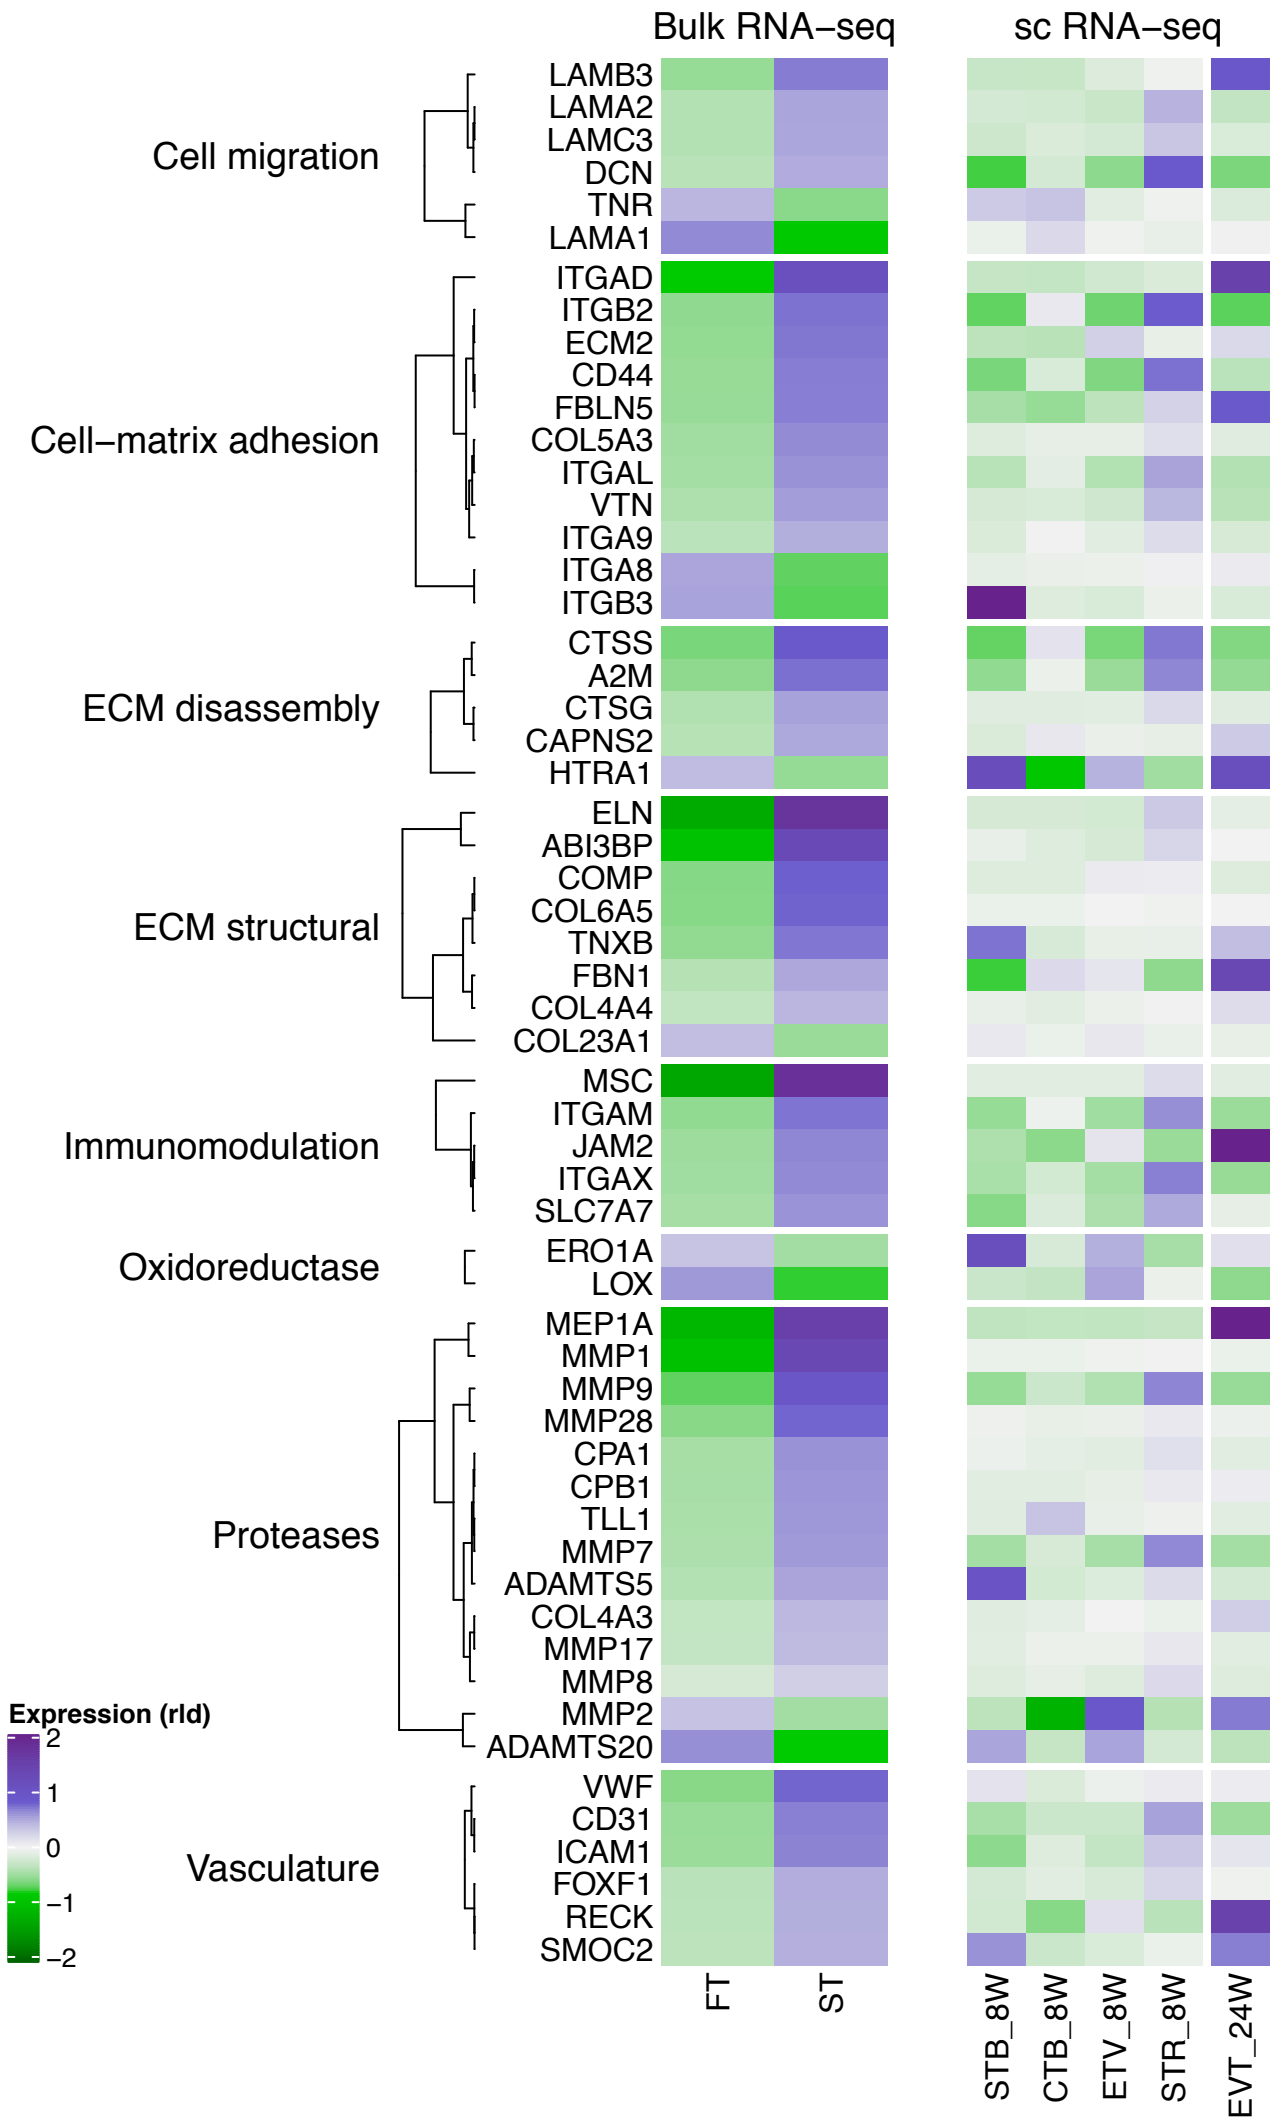 Bulk RNA−seq
sc RNA−seq
Cell migration
LAMB3
LAMA2
LAMC3
DCN
TNR
LAMA1
Cell−matrix adhesion
ITGAD
ITGB2
ECM2
CD44
FBLN5
COL5A3
ITGAL
VTN
ITGA9
ITGA8
ITGB3
ECM disassembly
CTSS
A2M
CTSG
CAPNS2
HTRA1
ECM structural
ELN
ABI3BP
COMP
COL6A5
TNXB
FBN1
COL4A4
COL23A1
Immunomodulation
MSC
ITGAM
JAM2
ITGAX
SLC7A7
Oxidoreductase
ERO1A
LOX
Proteases
MEP1A
MMP1
MMP9
MMP28
CPA1
CPB1
TLL1
MMP7
ADAMTS5
COL4A3
MMP17
MMP8
MMP2
ADAMTS20
Vasculature
VWF
CD31
ICAM1
FOXF1
RECK
SMOC2
Expression (rld)
2
1
0
−1
−2
FT
ST
STB_8W
CTB_8W
ETV_8W
STR_8W
EVT_24W